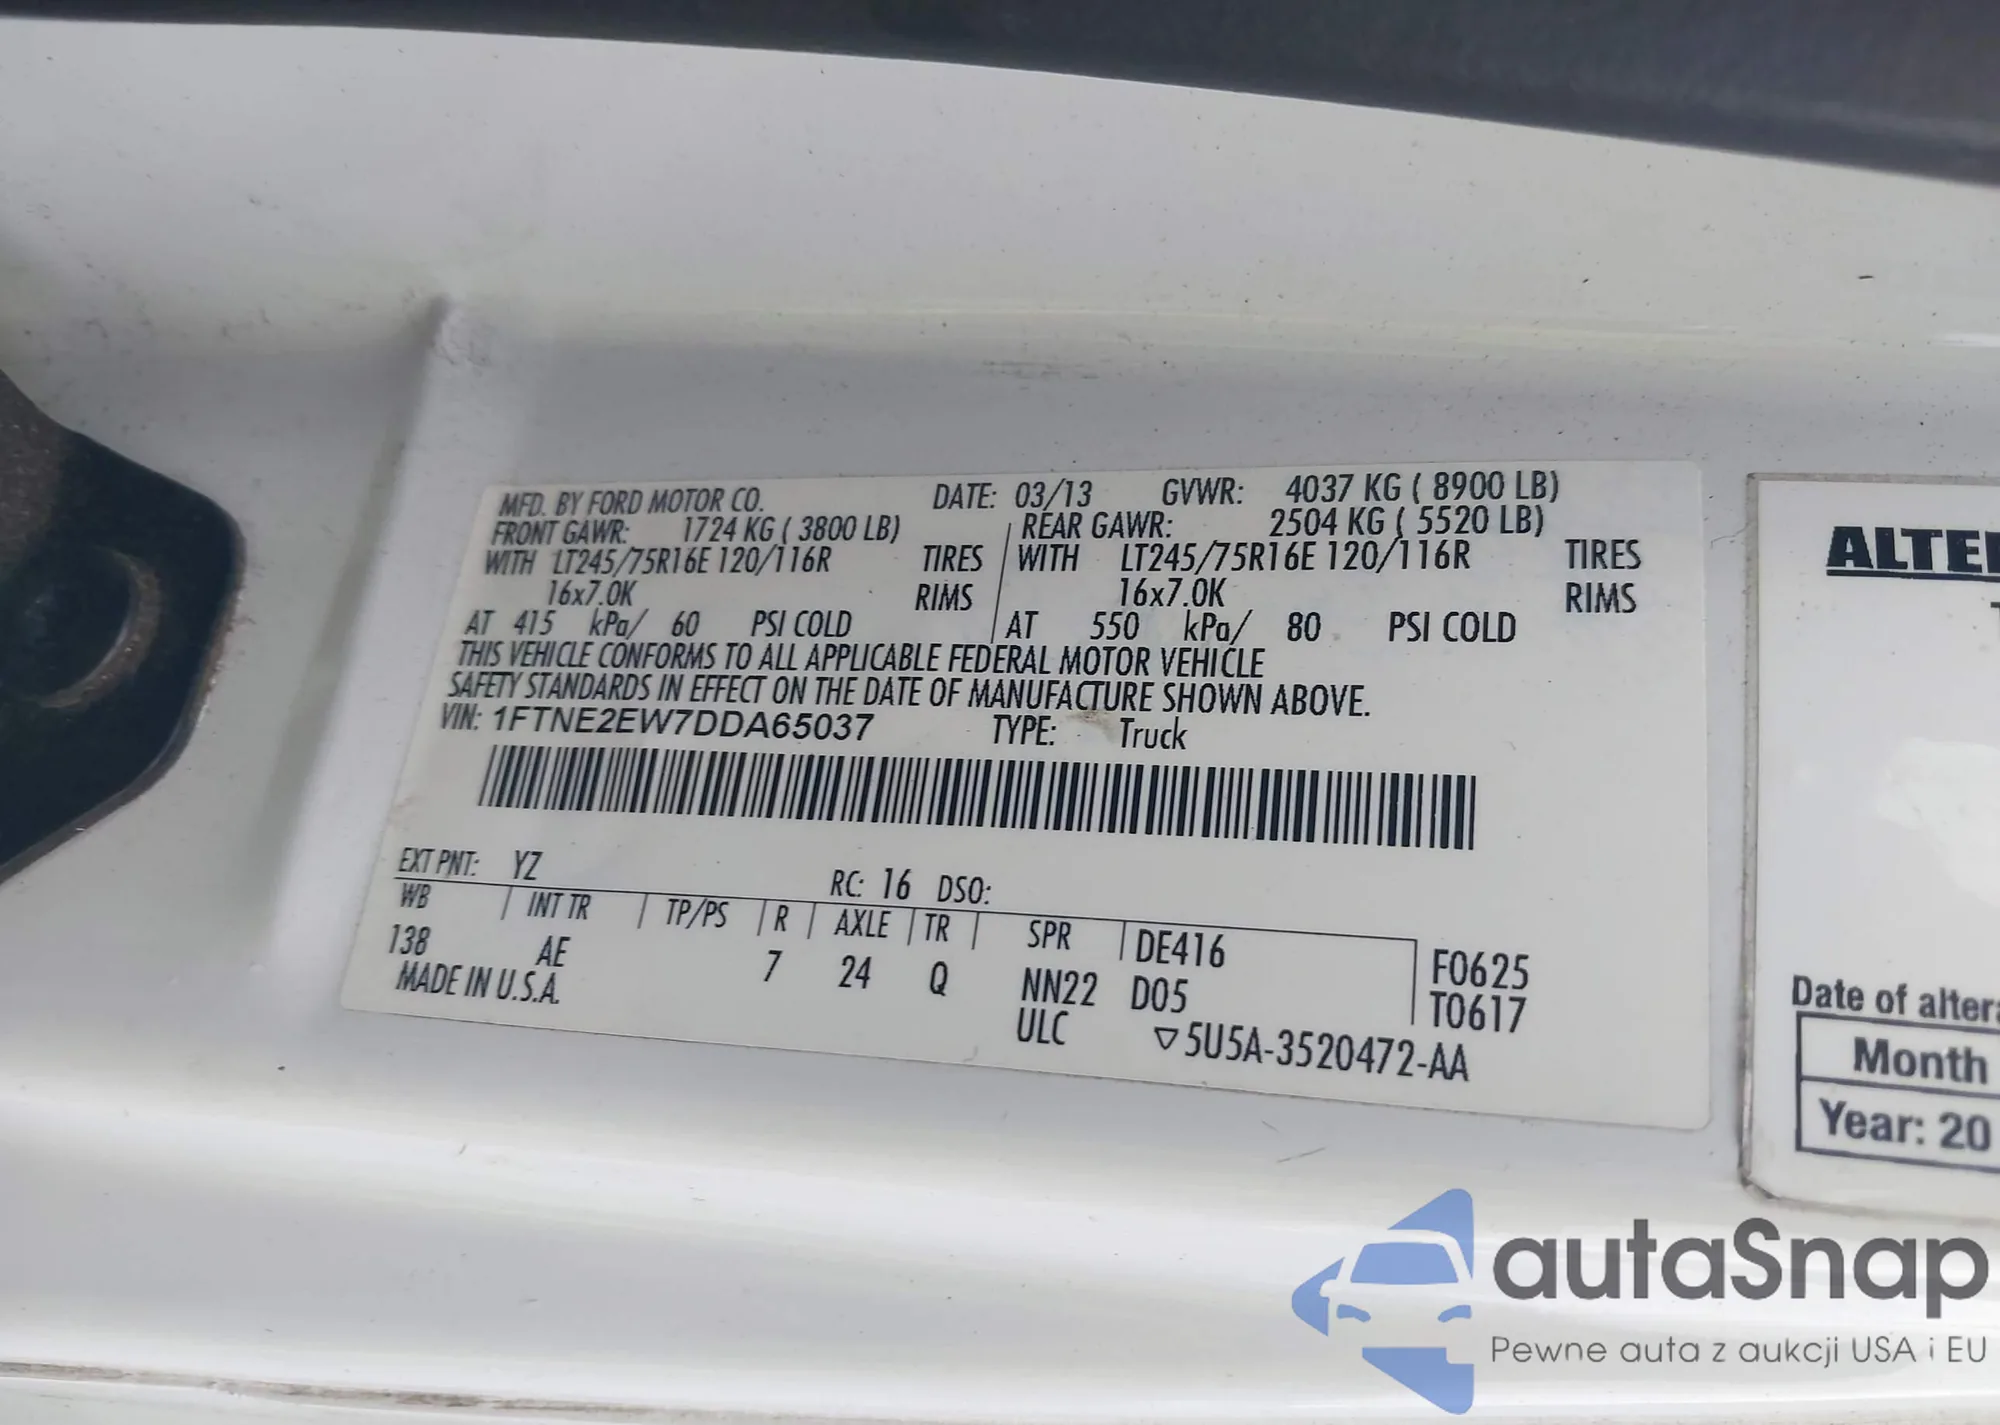 MFD. BY FORD MOTOR CO. DATE: 03/13 GVWR: 4037 KG ( 8900 LB)
FRONT GAWR: 1724 KG ( 3800 LB) REAR GAWR: 2504 KG ( 5520 LB)
WITH LT245/75R16E 120/116R TIRES WITH LT245/75R16E 120/116R TIRES
16x7.0K RIMS 16x7.0K RIMS
AT 415 kPa/ 60 PSI COLD AT 550 kPa/ 80 PSI COLD
THIS VEHICLE CONFORMS TO ALL APPLICABLE FEDERAL MOTOR VEHICLE
SAFETY STANDARDS IN EFFECT ON THE DATE OF MANUFACTURE SHOWN ABOVE.
VIN: 1FTNE2EW7DDA65037 TYPE: Truck
EXT PNT: YZ RC: 16 DSO:
WB INT TR TP/PS R AXLE TR SPR DE416 F0625
138 AE 7 24 Q NN22 D05 T0617
MADE IN U.S.A. ULC ▽5U5A-3520472-AA
ALTE
Date of altera
Month
Year: 20
autaSnap
Pewne auta z aukcji USA i EU